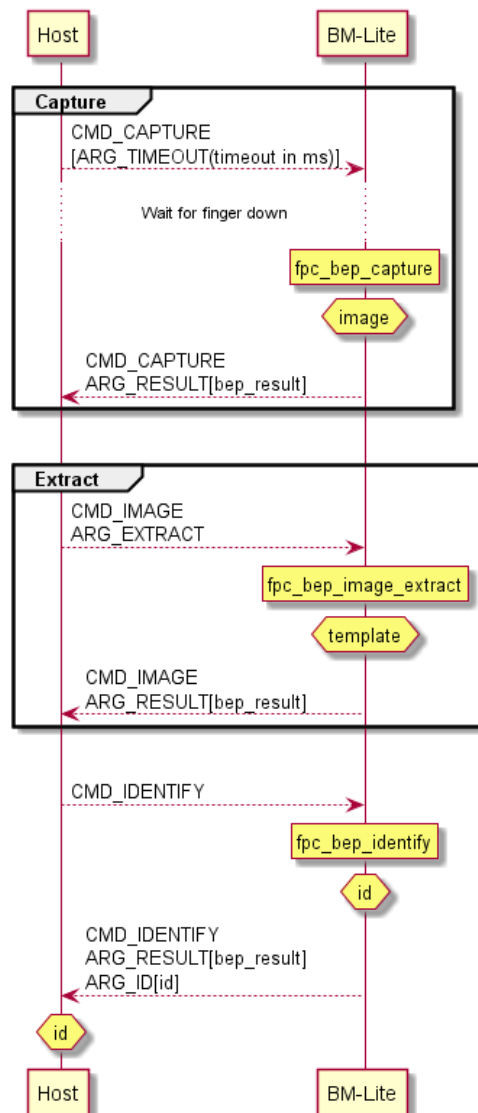 Host
BM-Lite
Capture
CMD_CAPTURE
[ARG_TIMEOUT(timeout in ms)]
Wait for finger down
fpc_bep_capture
image
CMD_CAPTURE
ARG_RESULT[bep_result]
Extract
CMD_IMAGE
ARG_EXTRACT
fpc_bep_image_extract
template
CMD_IMAGE
ARG_RESULT[bep_result]
CMD_IDENTIFY
fpc_bep_identify
id
CMD_IDENTIFY
ARG_RESULT[bep_result]
ARG_ID[id]
id
Host
BM-Lite